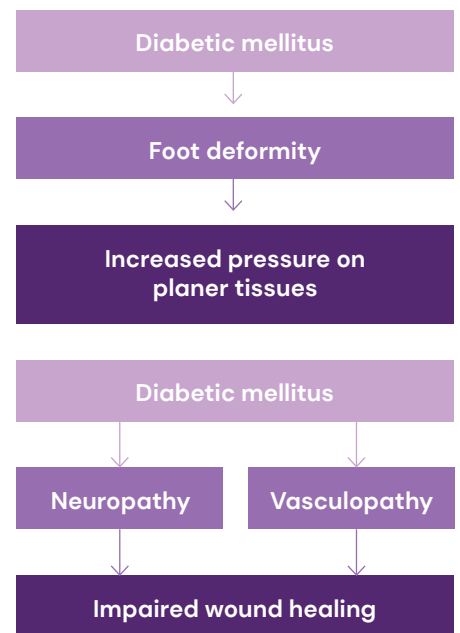 Diabetic mellitus
Foot deformity
Increased pressure on
planer tissues
Diabetic mellitus
Neuropathy
Vasculopathy
Impaired wound healing